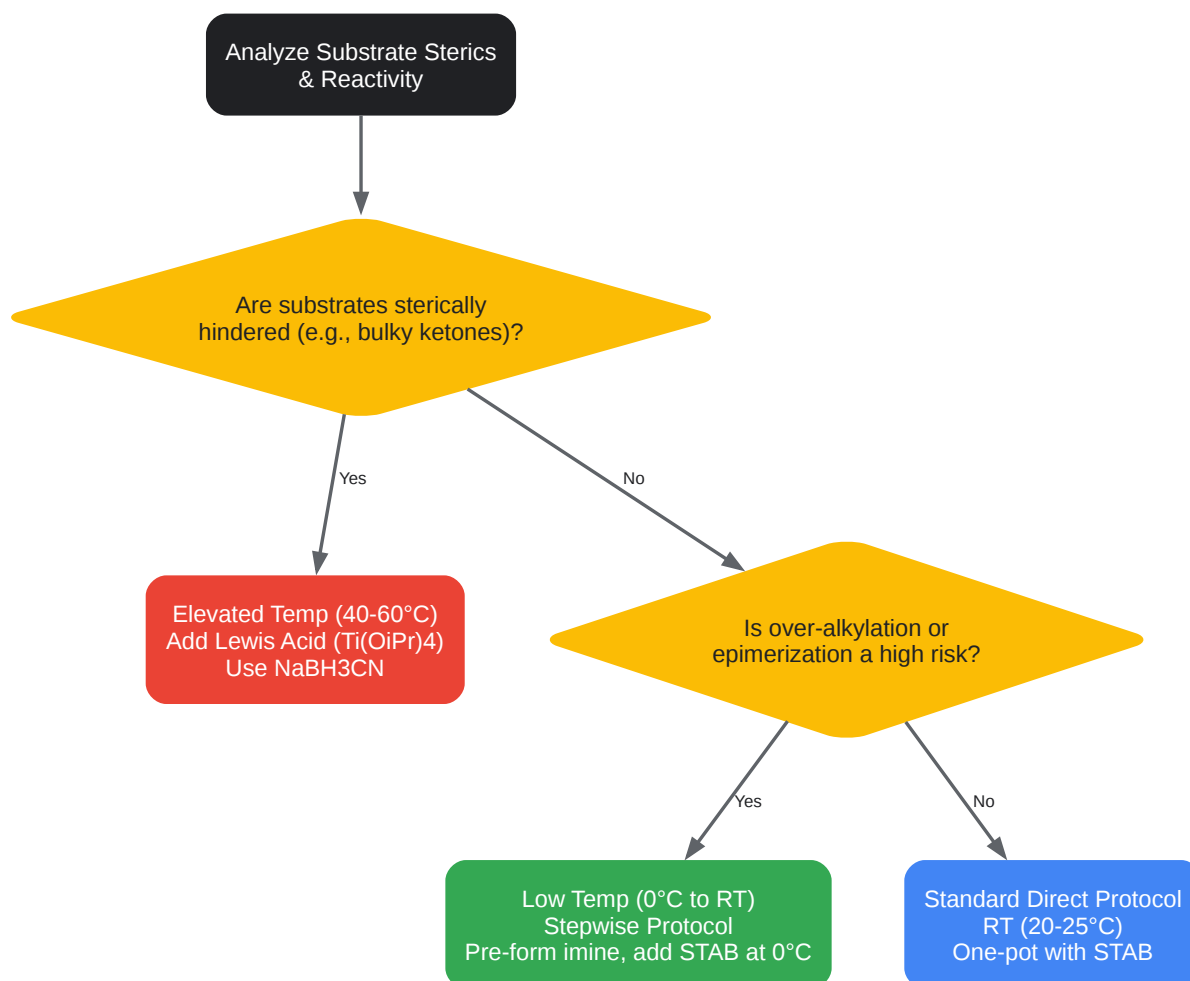 Analyze Substrate Sterics
& Reactivity
Are substrates sterically
hindered (e.g., bulky ketones)?
Yes
No
Elevated Temp (40-60°C)
Add Lewis Acid (Ti(OiPr)4)
Use NaBH3CN
Is over-alkylation or
epimerization a high risk?
Yes
No
Low Temp (0°C to RT)
Stepwise Protocol
Pre-form imine, add STAB at 0°C
Standard Direct Protocol
RT (20-25°C)
One-pot with STAB